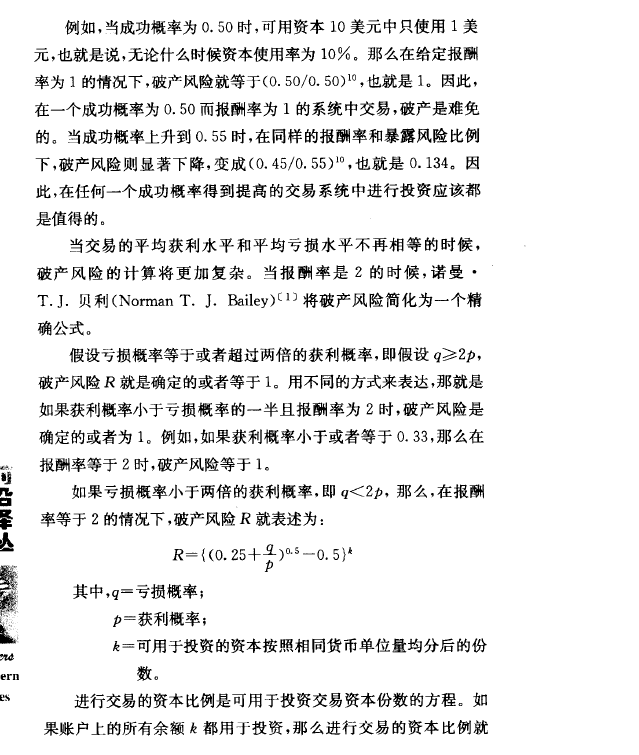 例如,当成功概率为 0.50 时,可用资本 10 美元中只使用 1 美
元,也就是说,无论什么时候资本使用率为 10%。那么在给定报酬
率为 1 的情况下,破产风险就等于(0.50/0.50)¹⁰,也就是 1。因此,
在一个成功概率为 0.50 而报酬率为 1 的系统中交易,破产是难免
的。当成功概率上升到 0.55 时,在同样的报酬率和暴露风险比例
下,破产风险则显著下降,变成(0.45/0.55)¹⁰,也就是 0.134。因
此,在任何一个成功概率得到提高的交易系统中进行投资应该都
是值得的。
当交易的平均获利水平和平均亏损水平不再相等的时候,
破产风险的计算将更加复杂。当报酬率是 2 的时候,诺曼·
T.J. 贝利(Norman T. J. Bailey)〔1〕将破产风险简化为一个精
确公式。
假设亏损概率等于或者超过两倍的获利概率,即假设 q≥2p,
破产风险 R 就是确定的或者等于 1。用不同的方式来表达,那就是
如果获利概率小于亏损概率的一半且报酬率为 2 时,破产风险是
确定的或者为 1。例如,如果获利概率小于或者等于 0.33,那么在
报酬率等于 2 时,破产风险等于 1。
如果亏损概率小于两倍的获利概率,即 q<2p, 那么,在报酬
率等于 2 的情况下,破产风险 R 就表述为:
R={(0.25+q/p)⁰·⁵−0.5}ᵏ
其中,q=亏损概率;
p=获利概率;
k=可用于投资的资本按照相同货币单位量均分后的份
数。
进行交易的资本比例是可用于投资交易资本份数的方程。如
果账户上的所有余额 k 都用于投资,那么进行交易的资本比例就
沿
译
丛
ern
es